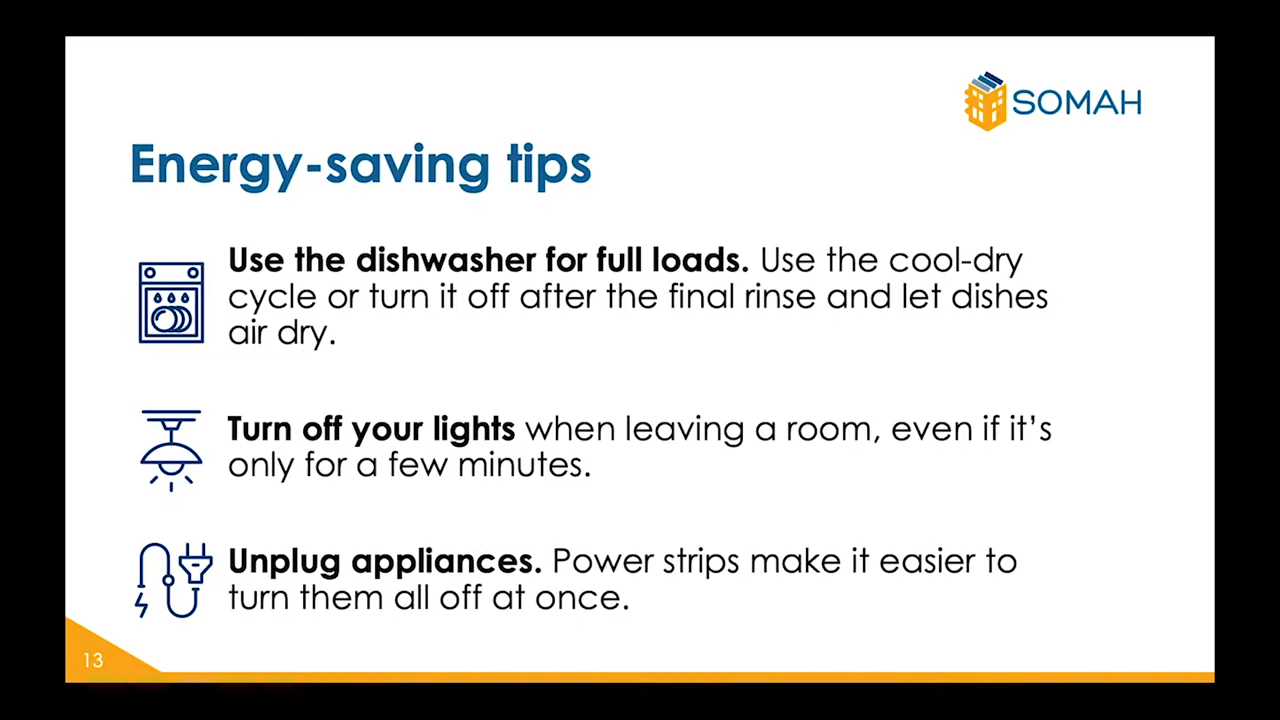 SOMAH
Energy-saving tips
Use the dishwasher for full loads. Use the cool-dry
cycle or turn it off after the final rinse and let dishes
air dry.
Turn off your lights when leaving a room, even if it’s
only for a few minutes.
Unplug appliances. Power strips make it easier to
turn them all off at once.
13